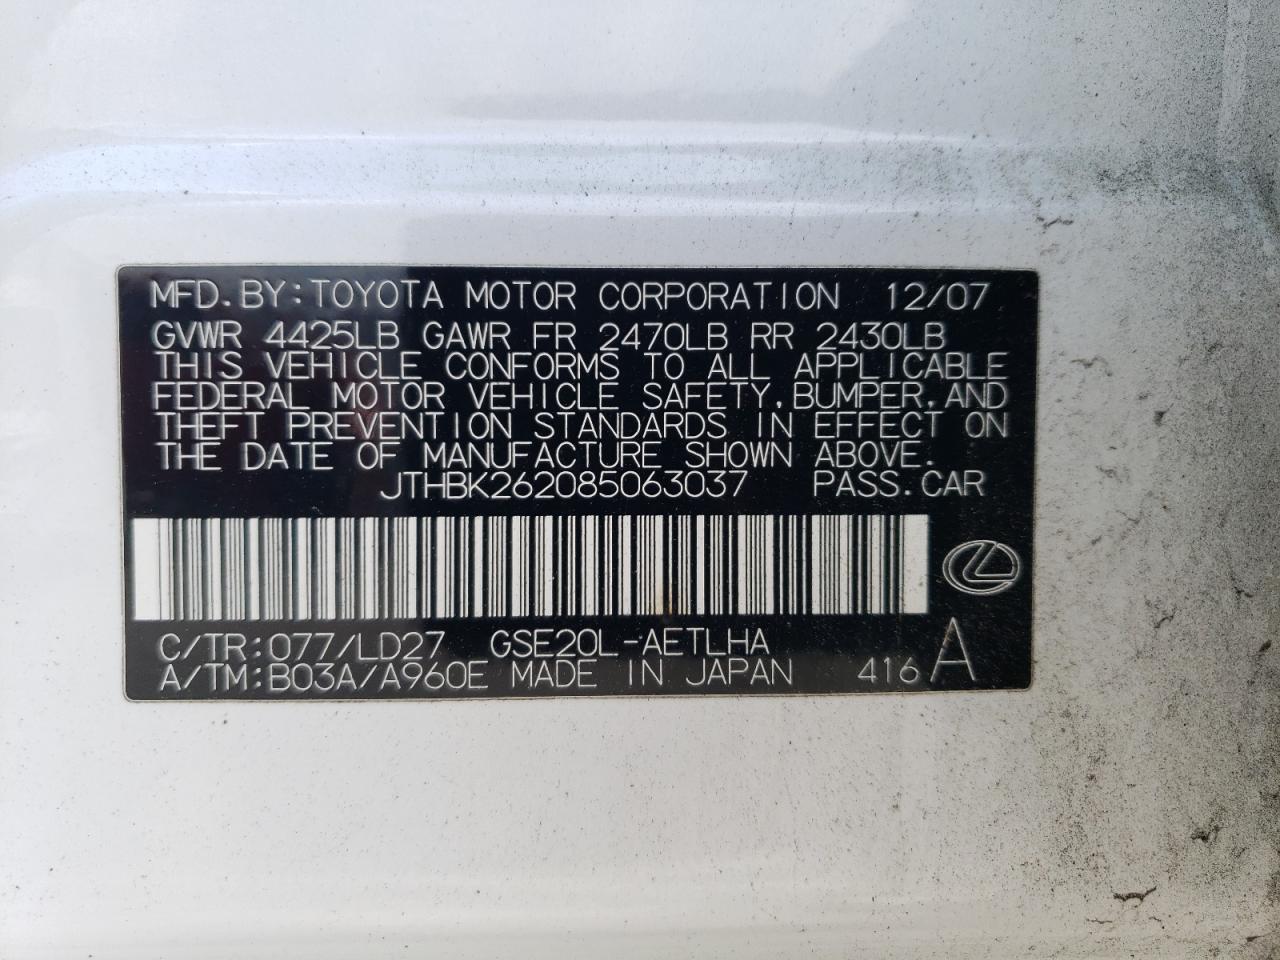 MFD.BY:TOYOTA MOTOR CORPORATION 12/07
GVWR 4425LB GAWR FR 2470LB RR 2430LB
THIS VEHICLE CONFORMS TO ALL APPLICABLE
FEDERAL MOTOR VEHICLE SAFETY,BUMPER,AND
THEFT PREVENTION STANDARDS IN EFFECT ON
THE DATE OF MANUFACTURE SHOWN ABOVE.
JTHBK262085063037 PASS.CAR
C/TR:077/LD27 GSE20L-AETLHA
A/TM:B03A/A960E MADE IN JAPAN 416 A